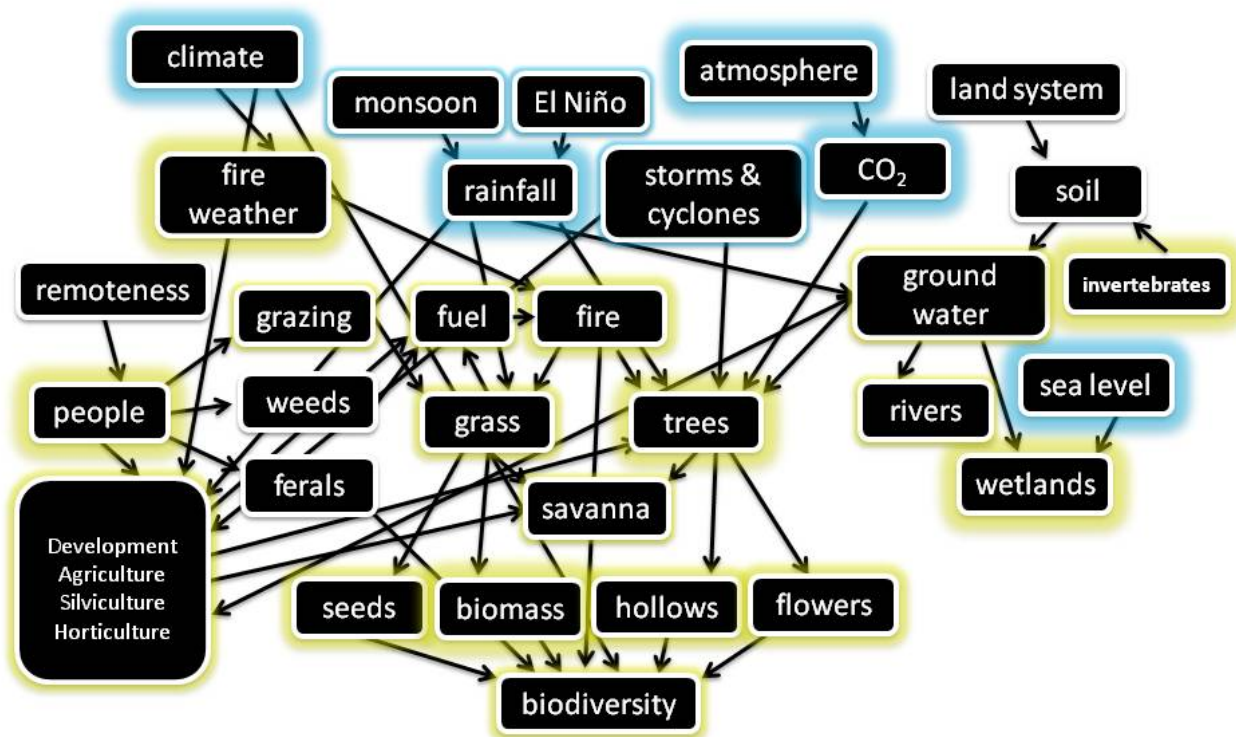 climate
atmosphere
monsoon
El Niño
land system
fire
weather
rainfall
storms &
cyclones
CO₂
soil
remoteness
grazing
fuel
fire
ground
water
invertebrates
people
weeds
grass
trees
rivers
sea level
ferals
savanna
wetlands
Development
Agriculture
Silviculture
Horticulture
seeds
biomass
hollows
flowers
biodiversity